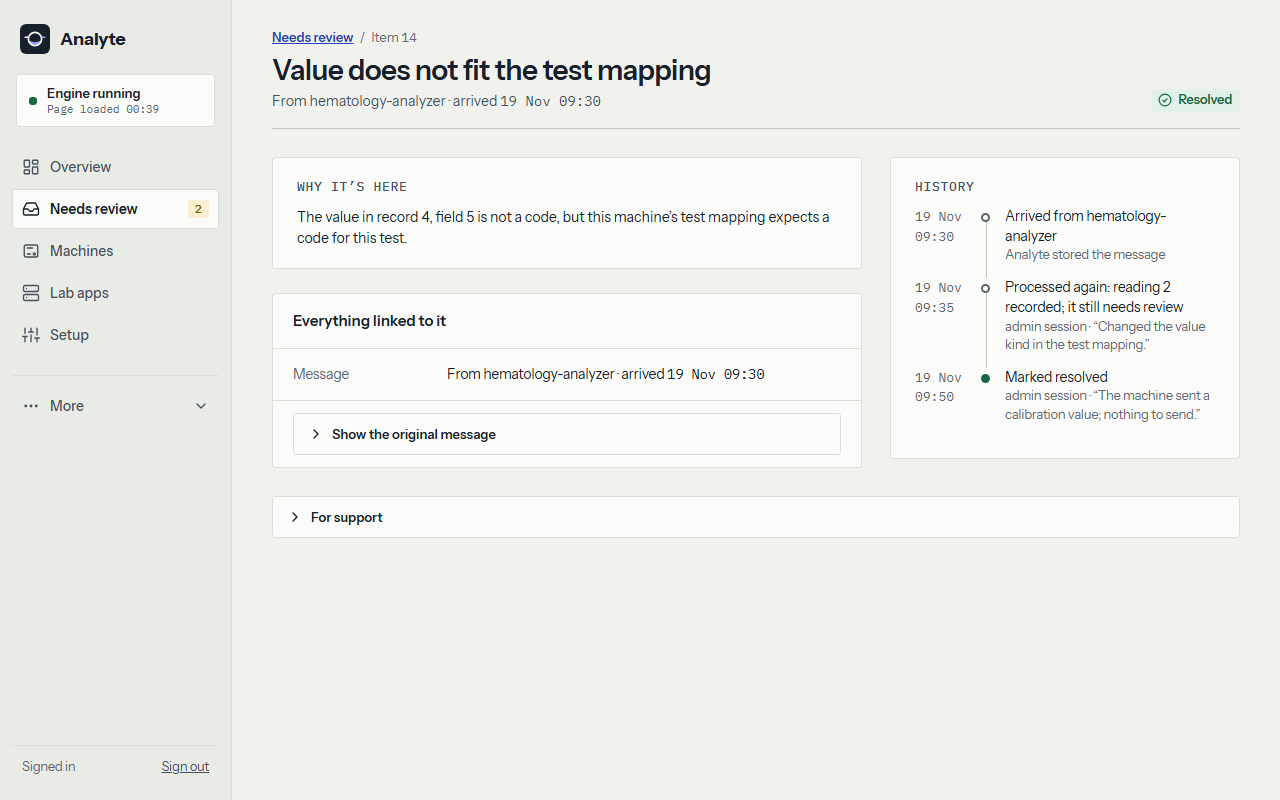 Analyte
Engine running
Page loaded 00:39
Overview
Needs review 2
Machines
Lab apps
Setup
More
Signed in Sign out
Needs review / Item 14
Value does not fit the test mapping
From hematology-analyzer · arrived 19 Nov 09:30
Resolved
WHY IT’S HERE
The value in record 4, field 5 is not a code, but this machine’s test mapping expects a
code for this test.
Everything linked to it
Message From hematology-analyzer · arrived 19 Nov 09:30
Show the original message
HISTORY
19 Nov
09:30
Arrived from hematology-
analyzer
Analyte stored the message
19 Nov
09:35
Processed again: reading 2
recorded; it still needs review
admin session · “Changed the value
kind in the test mapping.”
19 Nov
09:50
Marked resolved
admin session · “The machine sent a
calibration value; nothing to send.”
For support